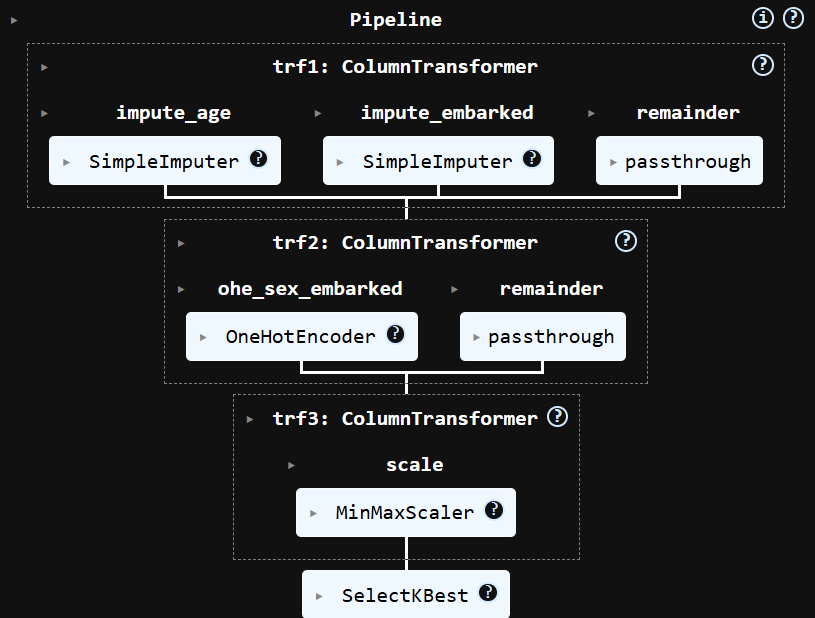 Pipeline i ?
trf1: ColumnTransformer ?
impute_age impute_embarked remainder
SimpleImputer ? SimpleImputer ? passthrough
trf2: ColumnTransformer ?
ohe_sex_embarked remainder
OneHotEncoder ? passthrough
trf3: ColumnTransformer ?
scale
MinMaxScaler ?
SelectKBest ?